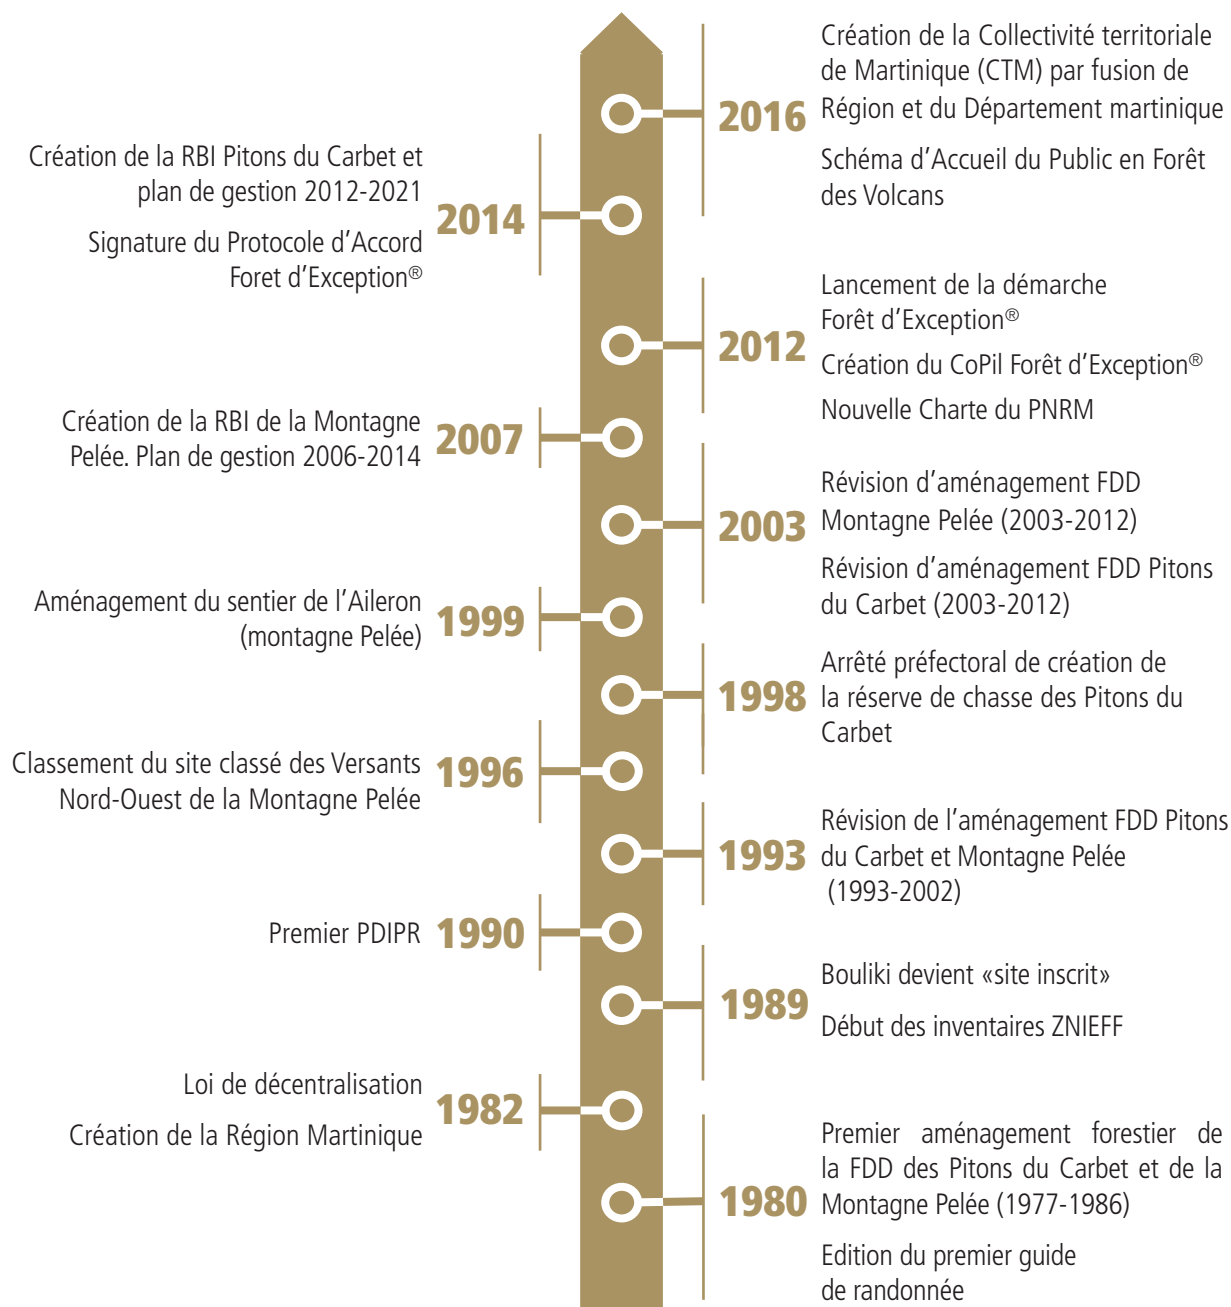 2016
Création de la Collectivité territoriale
de Martinique (CTM) par fusion de
Région et du Département martinique
Schéma d’Accueil du Public en Forêt
des Volcans
Création de la RBI Pitons du Carbet et
plan de gestion 2012-2021
Signature du Protocole d’Accord
Foret d’Exception®
2014
2012
Lancement de la démarche
Forêt d’Exception®
Création du CoPil Forêt d’Exception®
Nouvelle Charte du PNRM
Création de la RBI de la Montagne
Pelée. Plan de gestion 2006-2014
2007
2003
Révision d’aménagement FDD
Montagne Pelée (2003-2012)
Révision d’aménagement FDD Pitons
du Carbet (2003-2012)
Aménagement du sentier de l’Aileron
(montagne Pelée)
1999
1998
Arrêté préfectoral de création de
la réserve de chasse des Pitons du
Carbet
Classement du site classé des Versants
Nord-Ouest de la Montagne Pelée
1996
1993
Révision de l’aménagement FDD Pitons
du Carbet et Montagne Pelée
(1993-2002)
Premier PDIPR
1990
1989
Bouliki devient «site inscrit»
Début des inventaires ZNIEFF
Loi de décentralisation
Création de la Région Martinique
1982
1980
Premier aménagement forestier de
la FDD des Pitons du Carbet et de la
Montagne Pelée (1977-1986)
Edition du premier guide
de randonnée